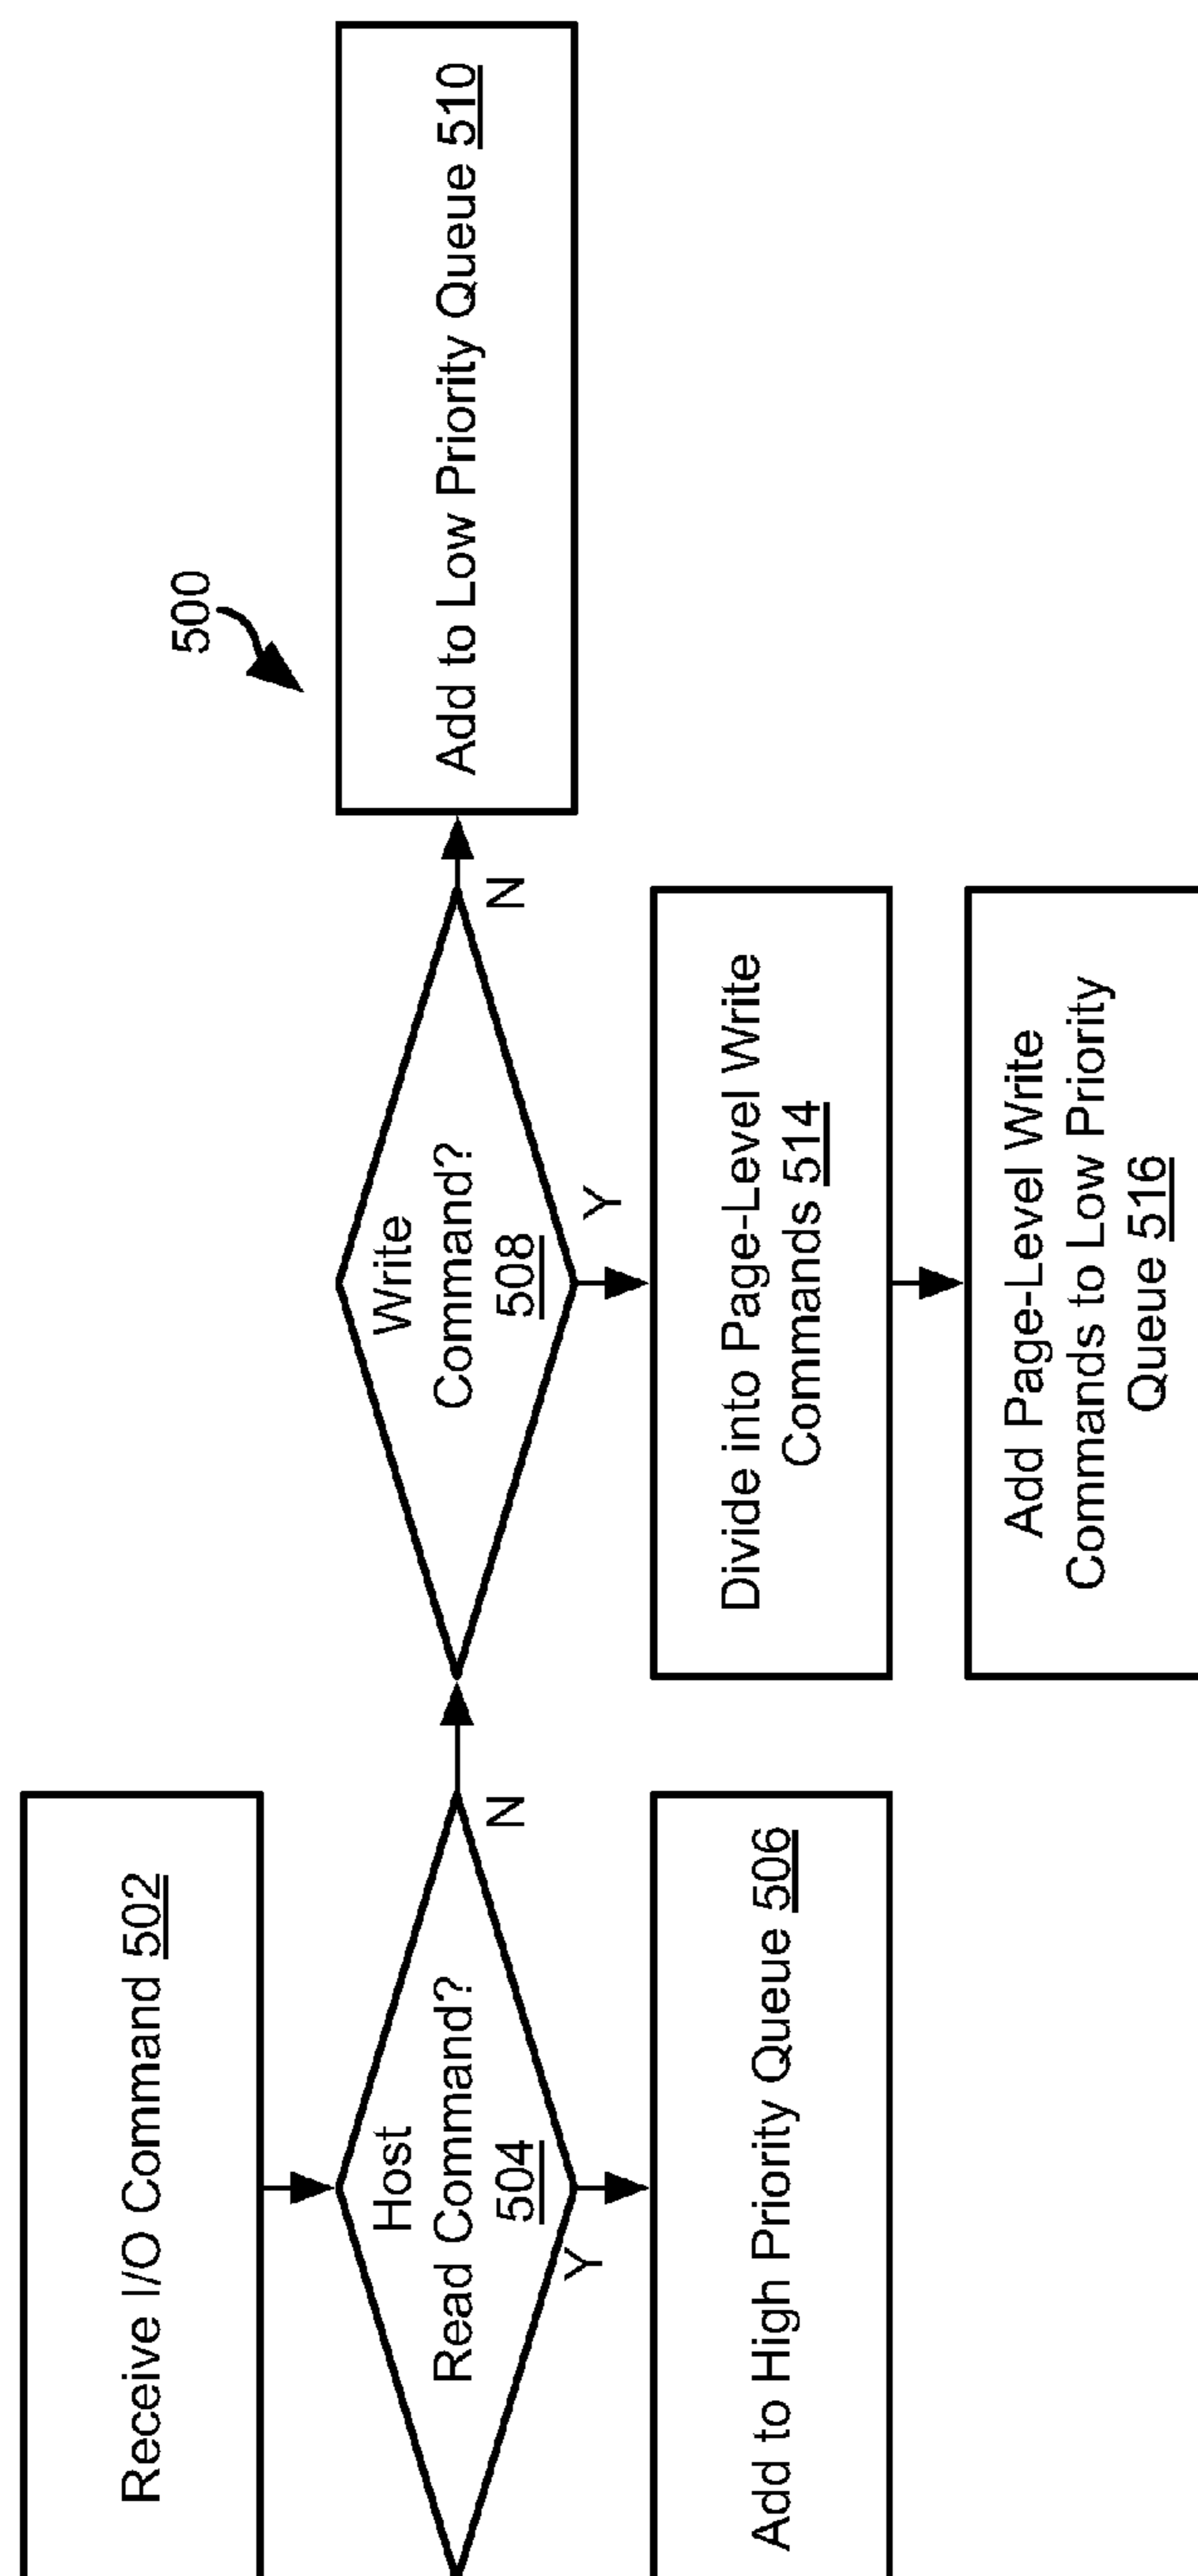 500
Receive I/O Command 502
Host
Read Command?
504
N
Y
Write
Command?
508
N
Y
Add to Low Priority Queue 510
Add to High Priority Queue 506
Divide into Page-Level Write
Commands 514
Add Page-Level Write
Commands to Low Priority
Queue 516